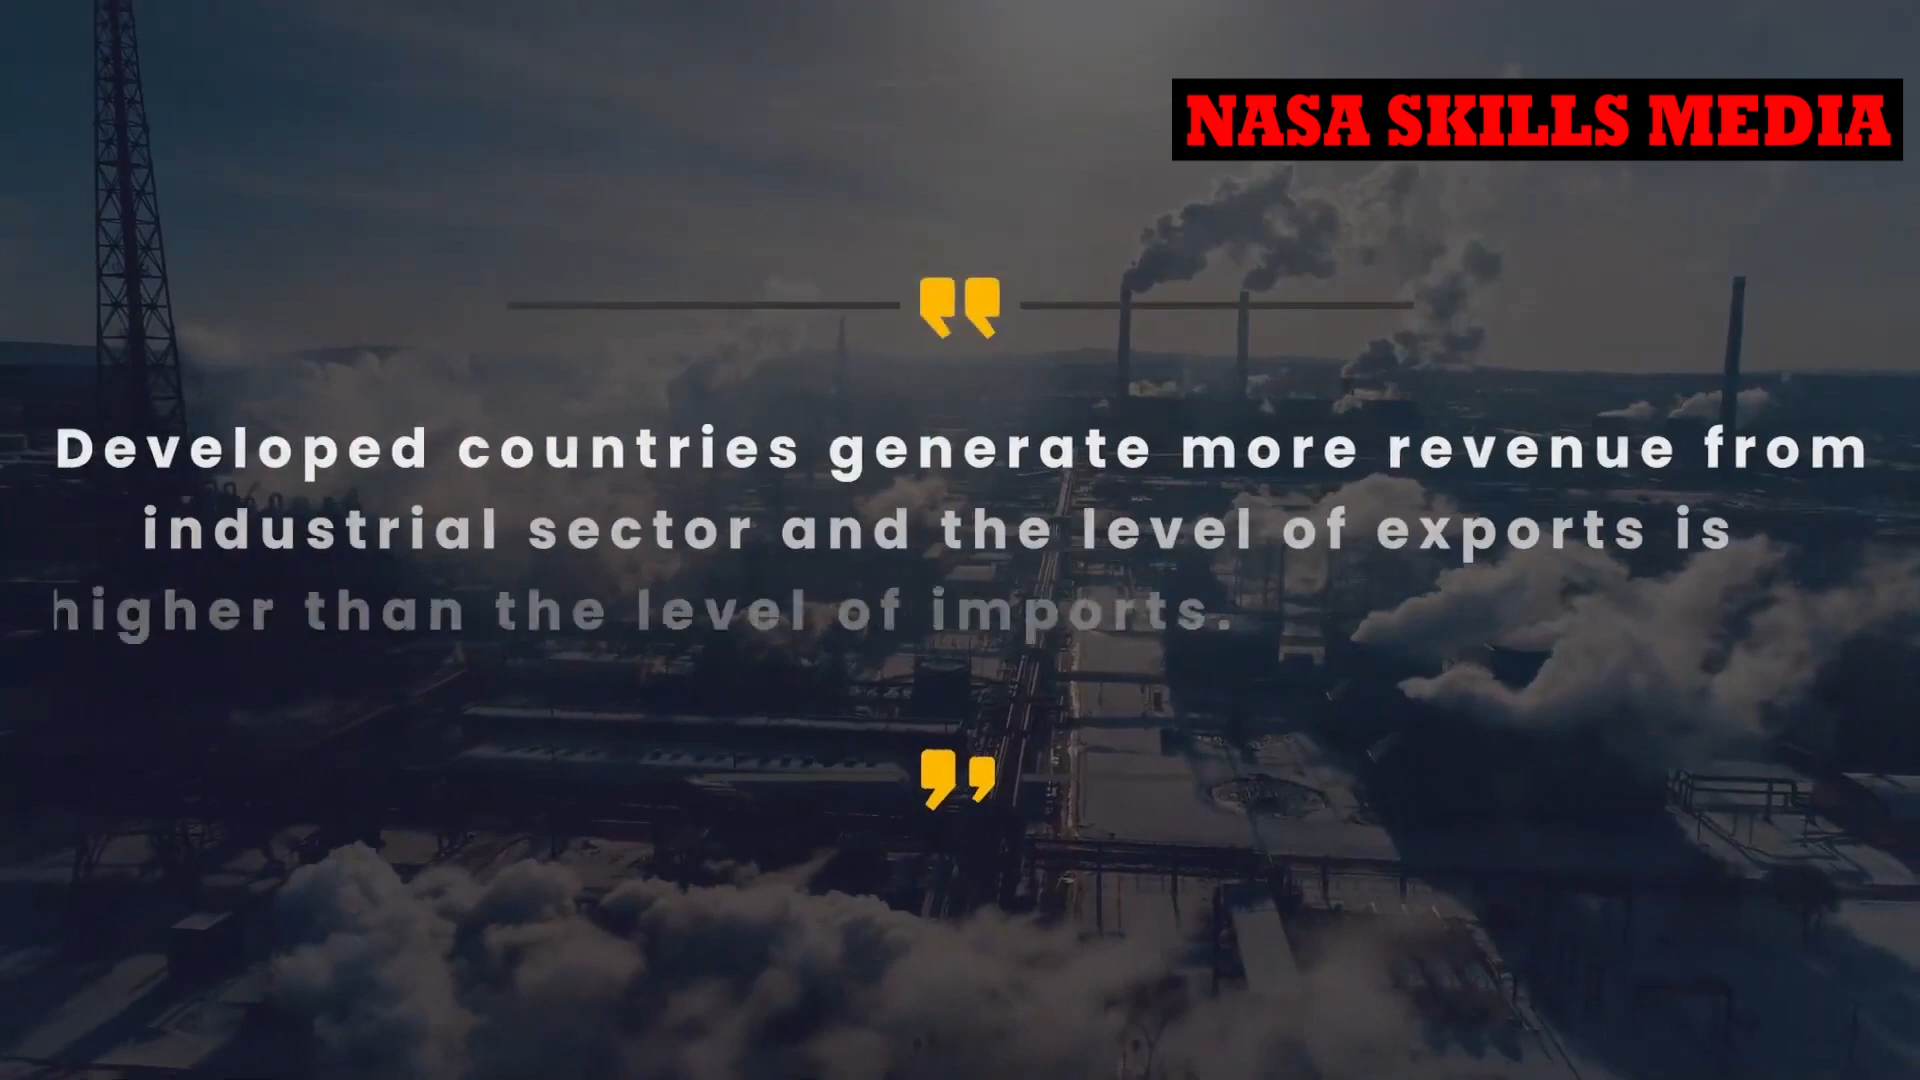 NASA SKILLS MEDIA
Developed countries generate more revenue from
industrial sector and the level of exports is
higher than the level of imports.